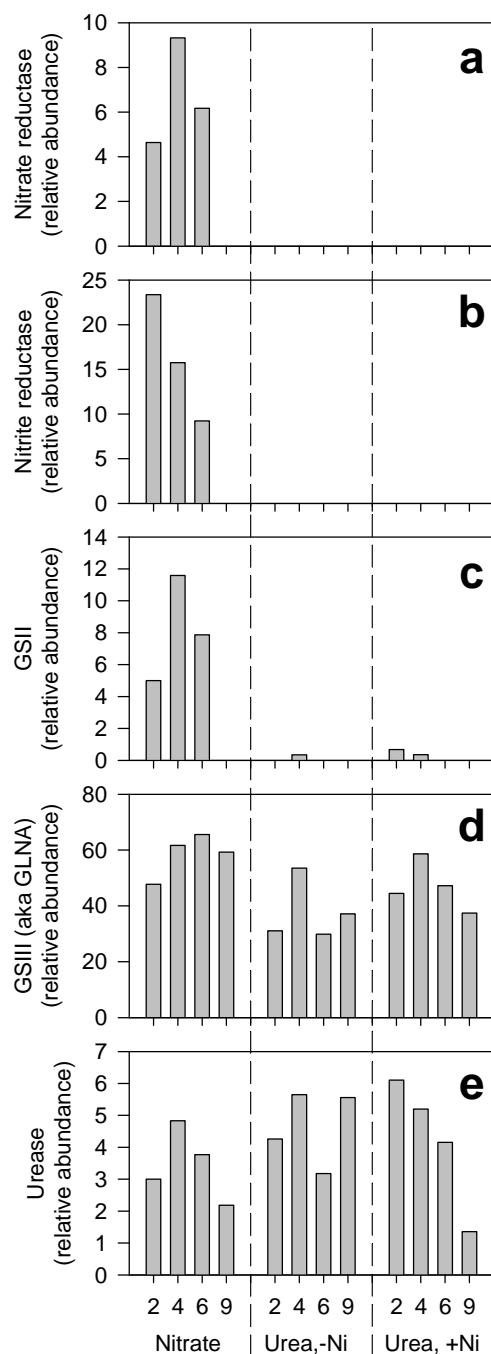 Nitrate reductase
(relative abundance)
10
8
6
4
2
0
a
Nitrite reductase
(relative abundance)
25
20
15
10
5
0
b
GSII
(relative abundance)
14
12
10
8
6
4
2
0
c
GSIII (aka GLNA)
(relative abundance)
80
60
40
20
0
d
Urease
(relative abundance)
7
6
5
4
3
2
1
0
e
2 4 6 9 2 4 6 9 2 4 6 9
Nitrate Urea,-Ni Urea, +Ni